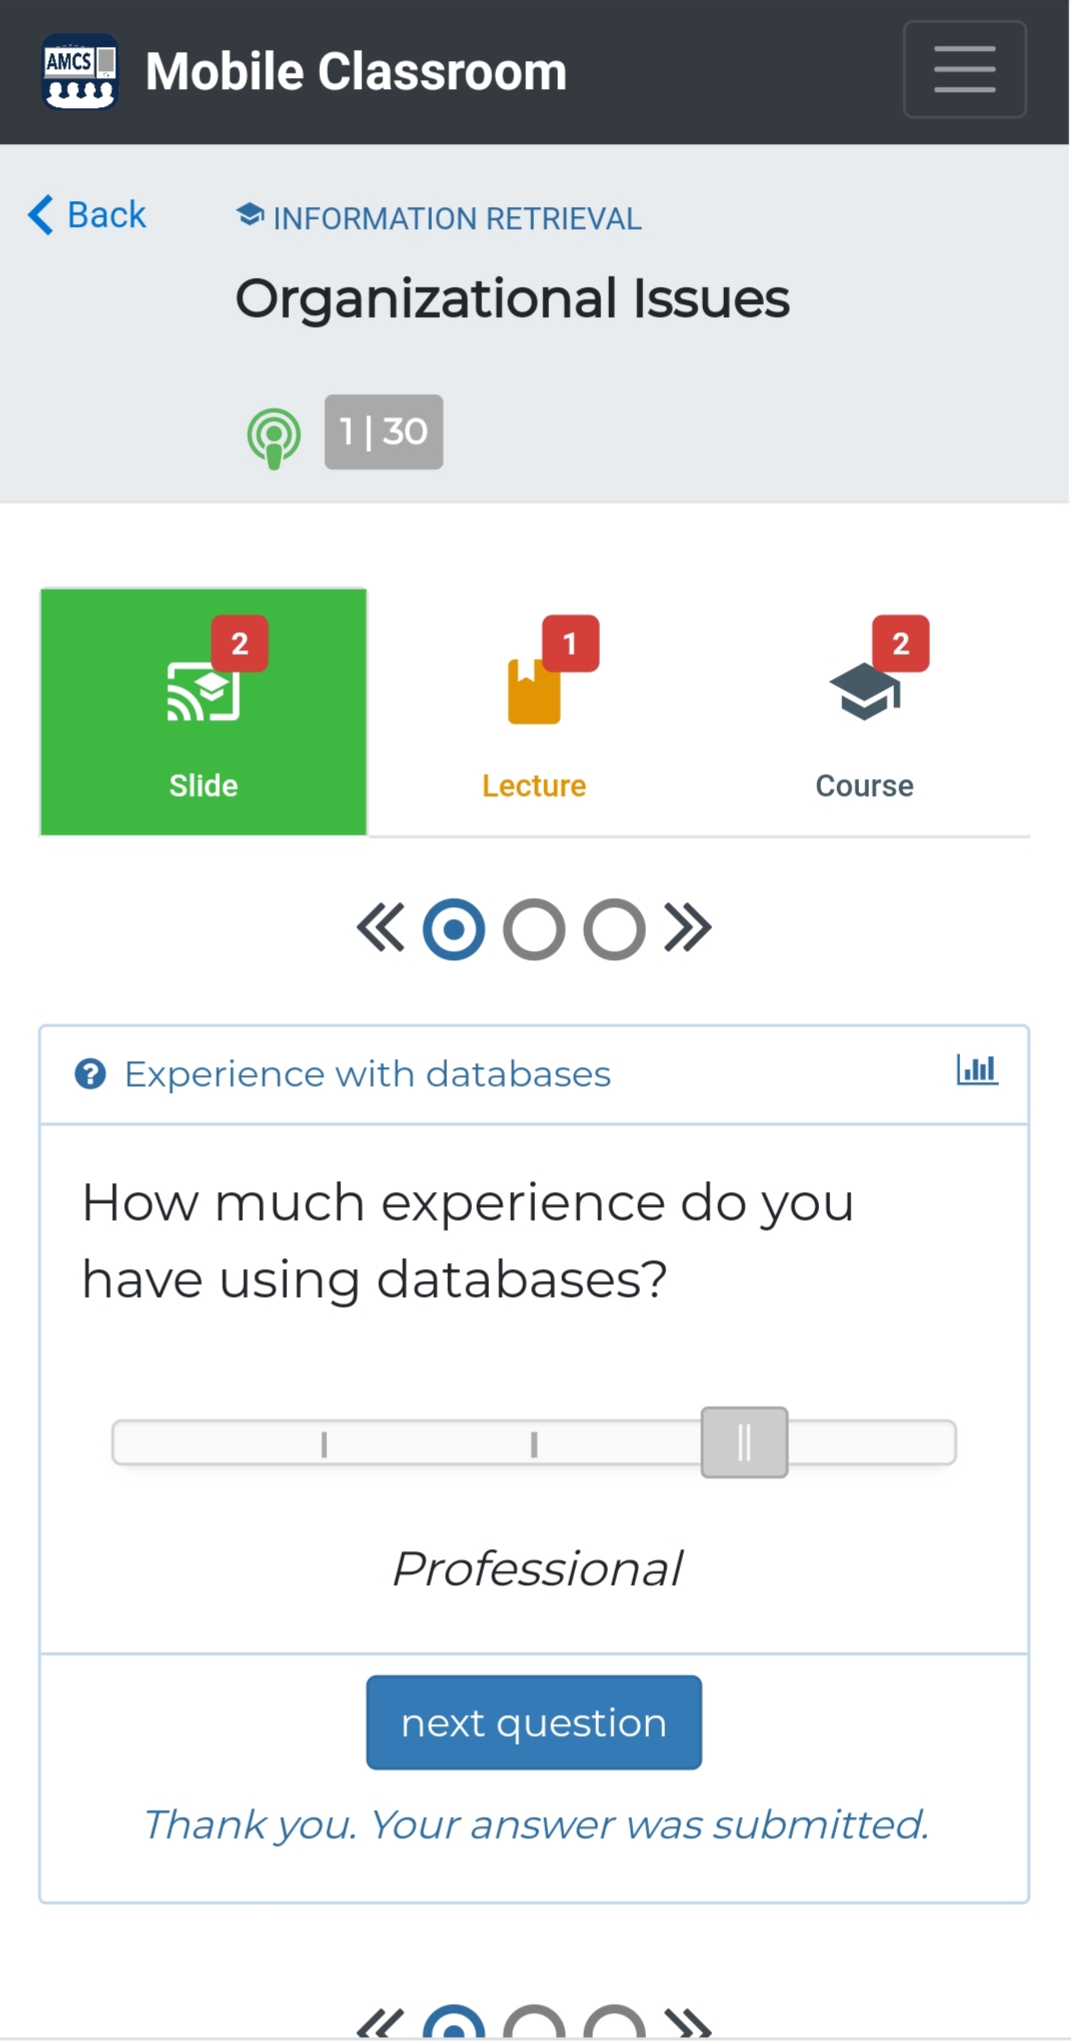 AMCS
Mobile Classroom
Back
INFORMATION RETRIEVAL
Organizational Issues
1 | 30
2
1
2
Slide
Lecture
Course
Experience with databases
How much experience do you
have using databases?
Professional
next question
Thank you. Your answer was submitted.